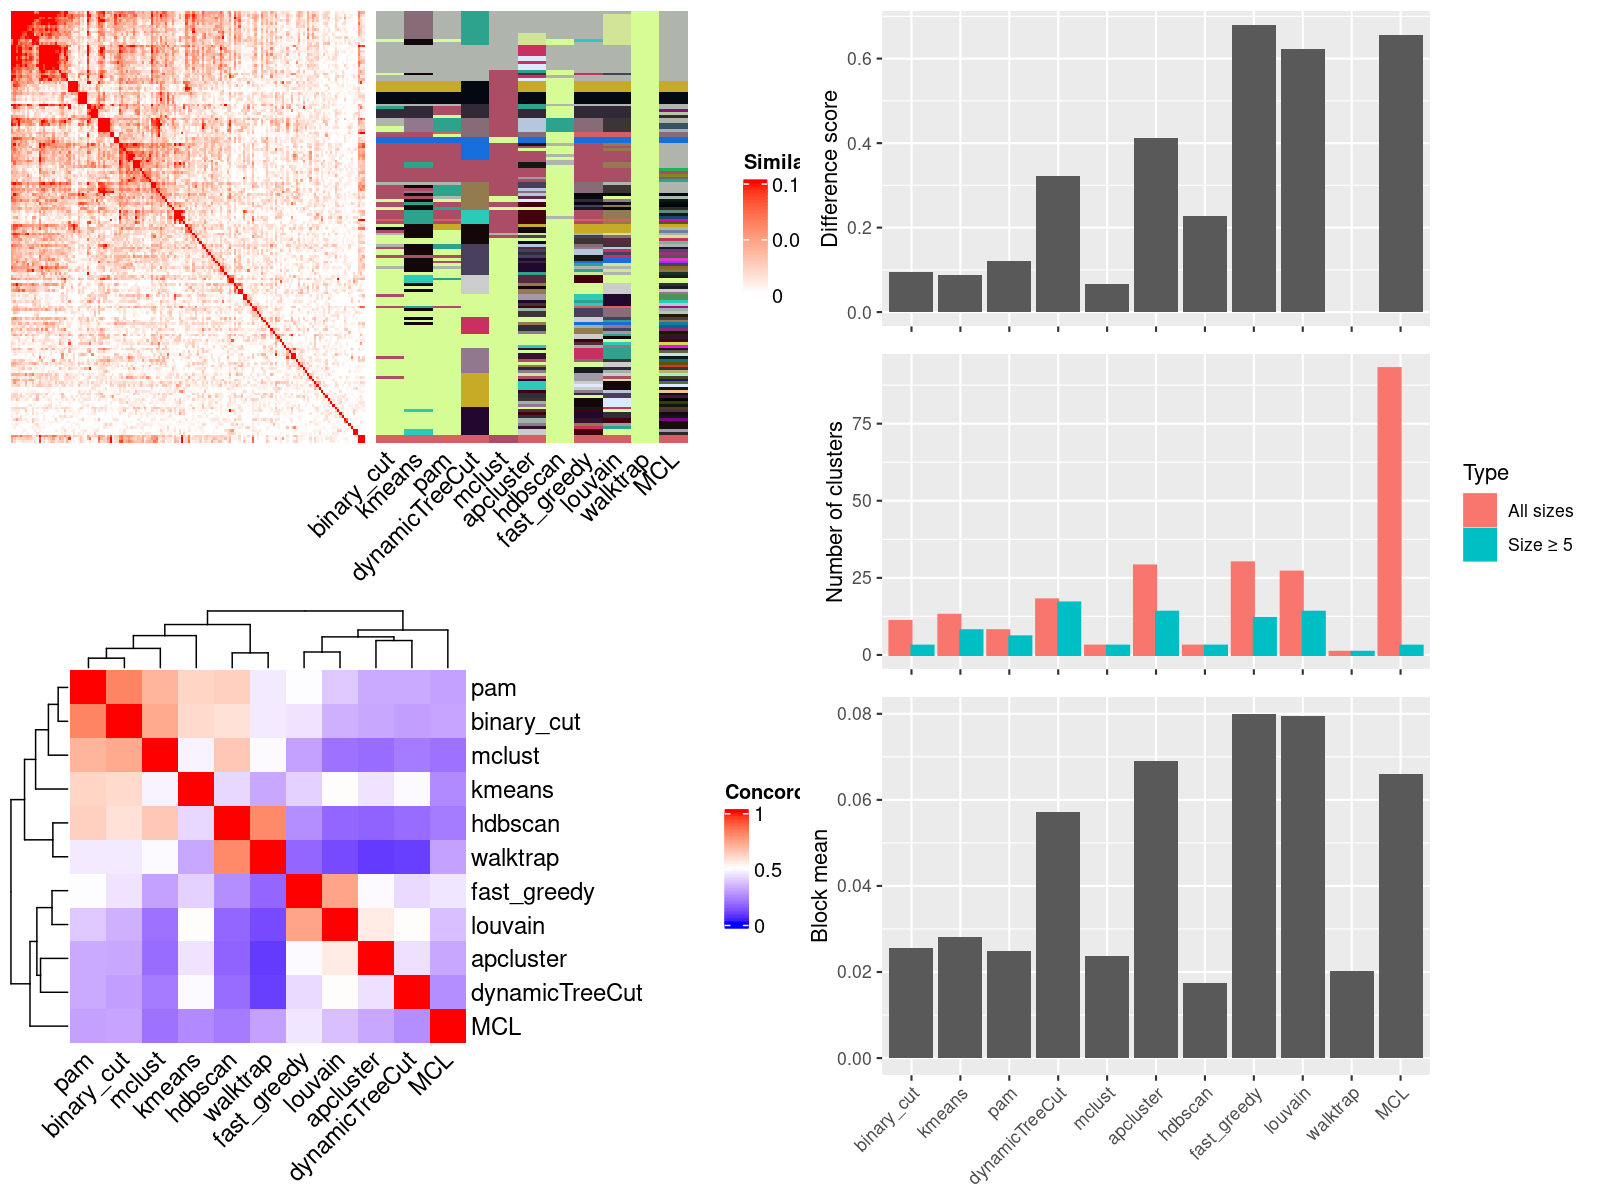 Simila
0.1
0.0
0
binary_cut
kmeans
pam
dynamicTreeCut
mclust
apcluster
hdbscan
fast_greedy
louvain
walktrap
MCL
Difference score
0.6
0.4
0.2
0.0
Number of clusters
75
50
25
0
Type
All sizes
Size ≥ 5
pam
binary_cut
mclust
kmeans
hdbscan
walktrap
fast_greedy
louvain
apcluster
dynamicTreeCut
MCL
pam
binary_cut
mclust
kmeans
hdbscan
walktrap
fast_greedy
louvain
apcluster
dynamicTreeCut
MCL
Concord
1
0.5
0
Block mean
0.08
0.06
0.04
0.02
0.00
binary_cut
kmeans
pam
dynamicTreeCut
mclust
apcluster
hdbscan
fast_greedy
louvain
walktrap
MCL